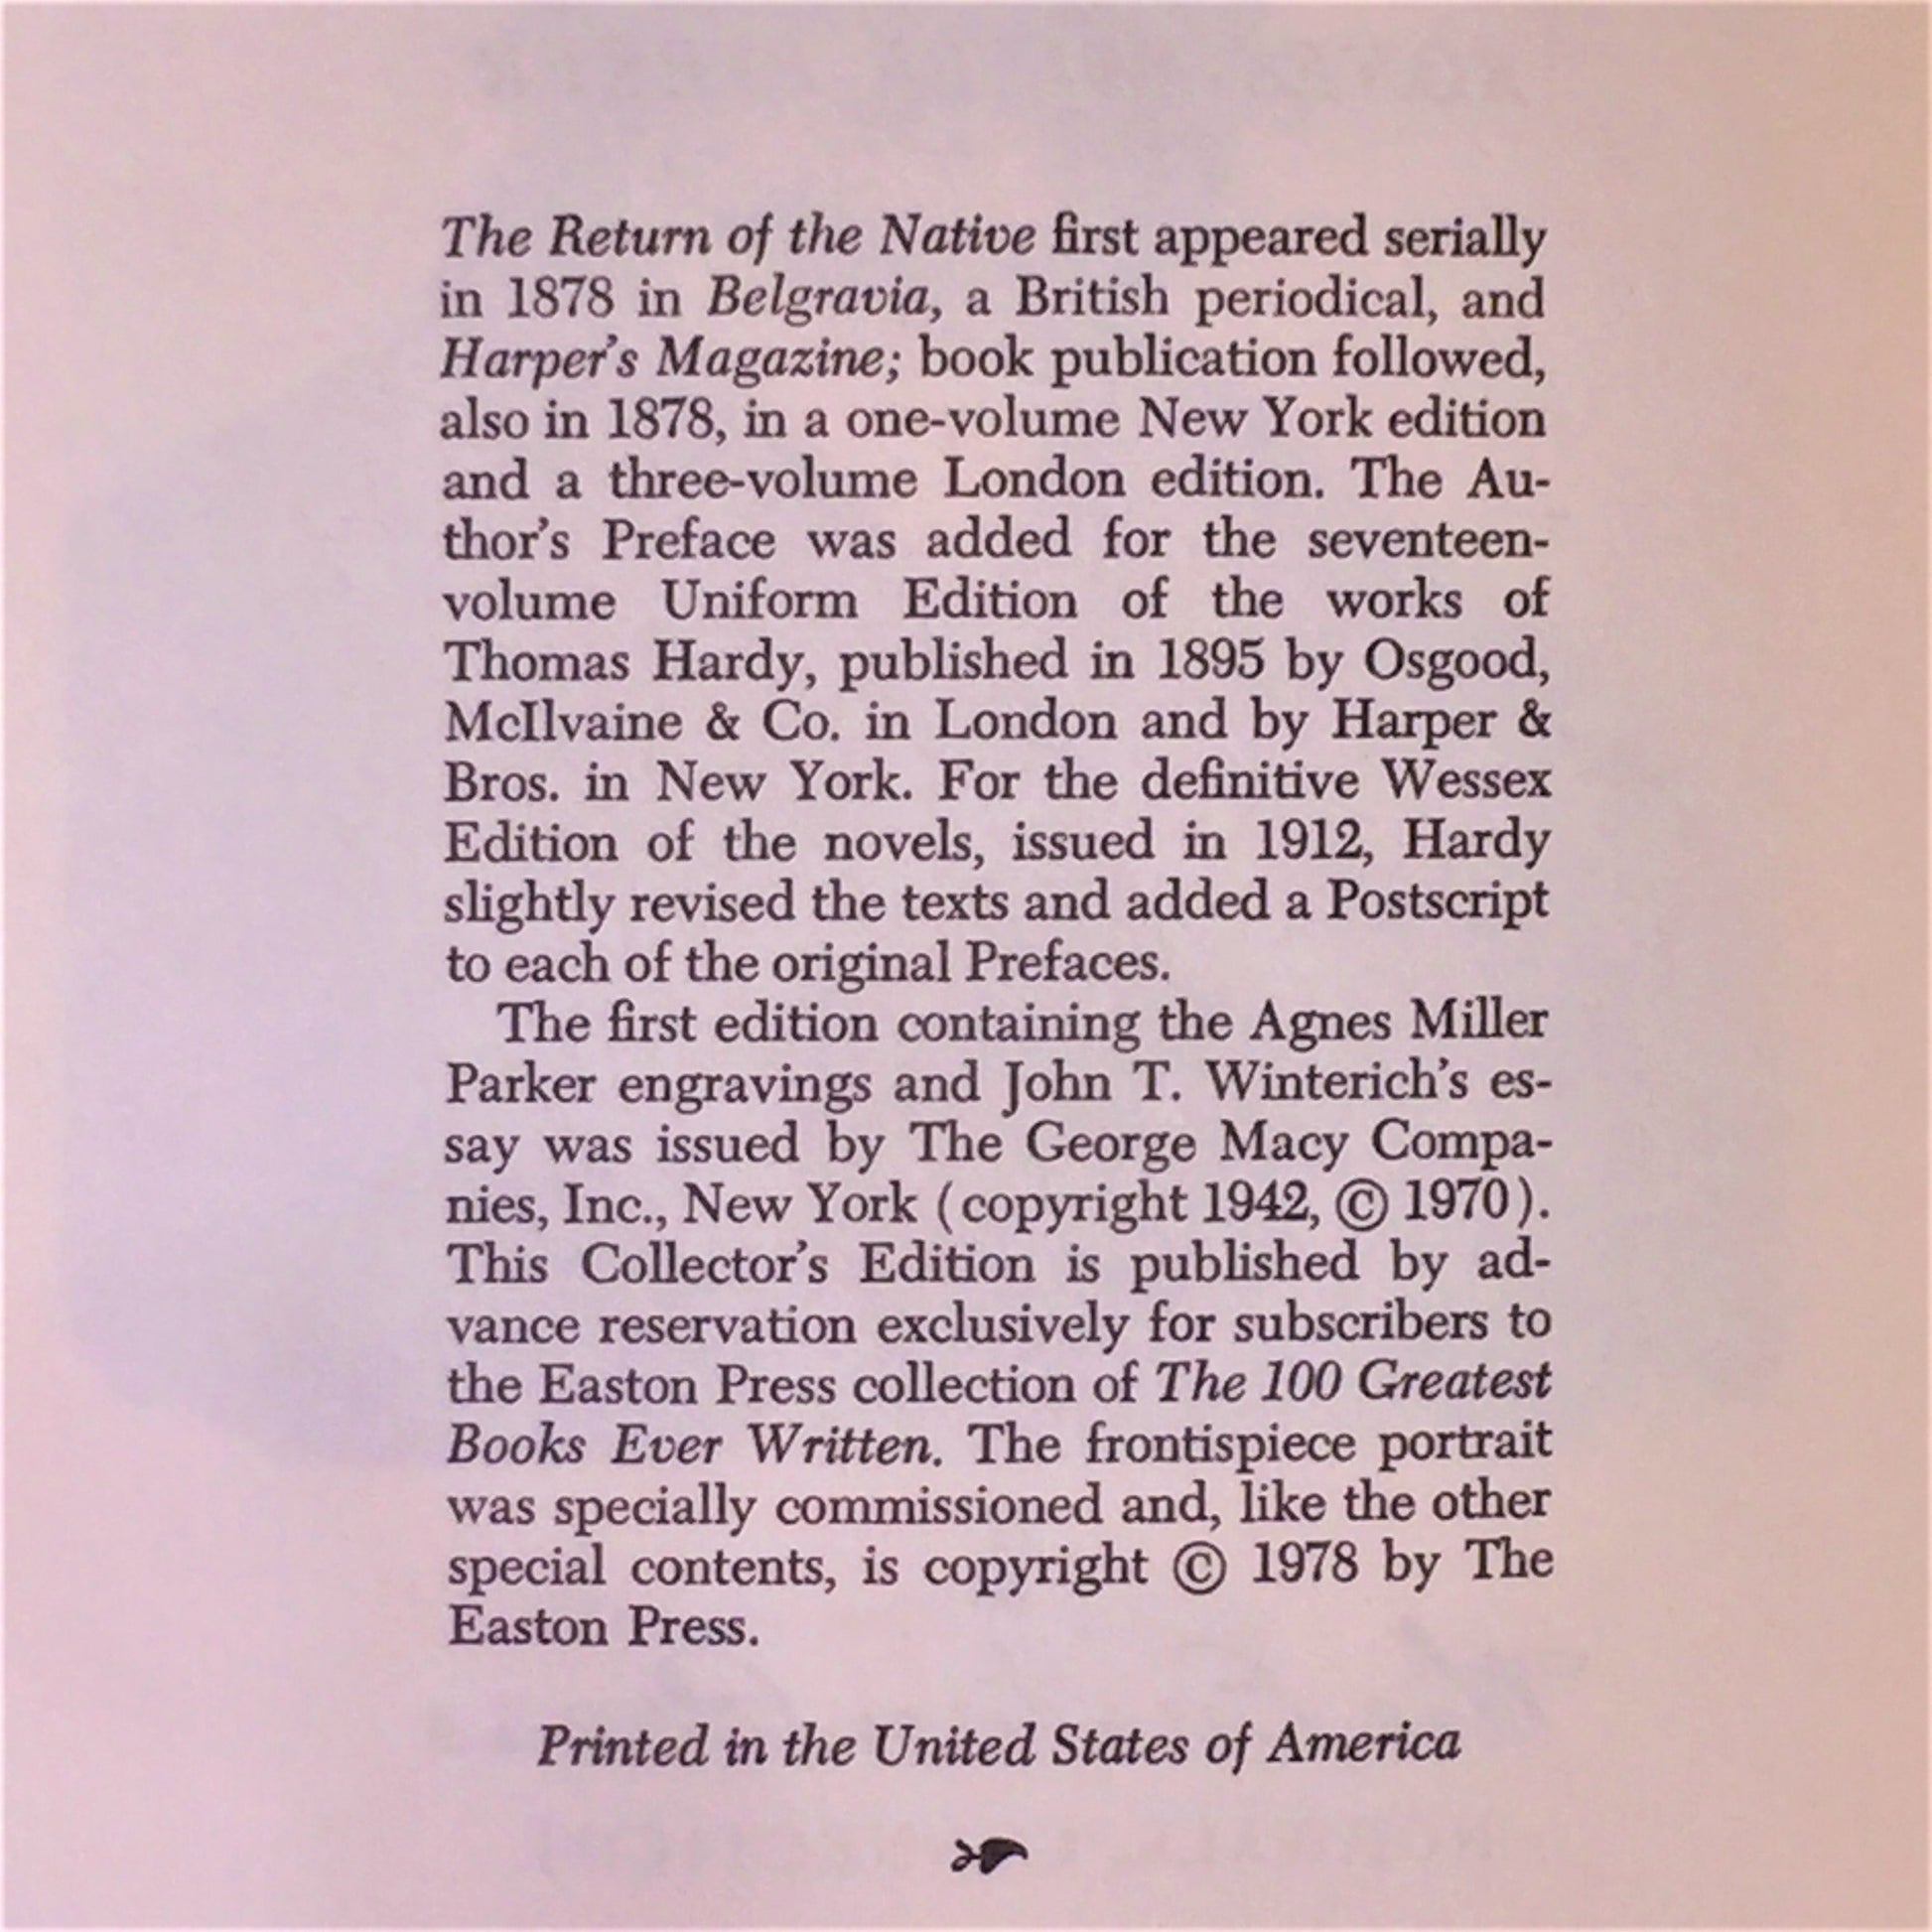 The Return of the Native first appeared serially
in 1878 in Belgravia, a British periodical, and
Harper's Magazine; book publication followed,
also in 1878, in a one-volume New York edition
and a three-volume London edition. The Au-
thor's Preface was added for the seventeen-
volume Uniform Edition of the works of
Thomas Hardy, published in 1895 by Osgood,
McIlvaine & Co. in London and by Harper &
Bros. in New York. For the definitive Wessex
Edition of the novels, issued in 1912, Hardy
slightly revised the texts and added a Postscript
to each of the original Prefaces.
The first edition containing the Agnes Miller
Parker engravings and John T. Winterich's es-
say was issued by The George Macy Compa-
nies, Inc., New York (copyright 1942, © 1970).
This Collector's Edition is published by ad-
vance reservation exclusively for subscribers to
the Easton Press collection of The 100 Greatest
Books Ever Written. The frontispiece portrait
was specially commissioned and, like the other
special contents, is copyright © 1978 by The
Easton Press.
Printed in the United States of America